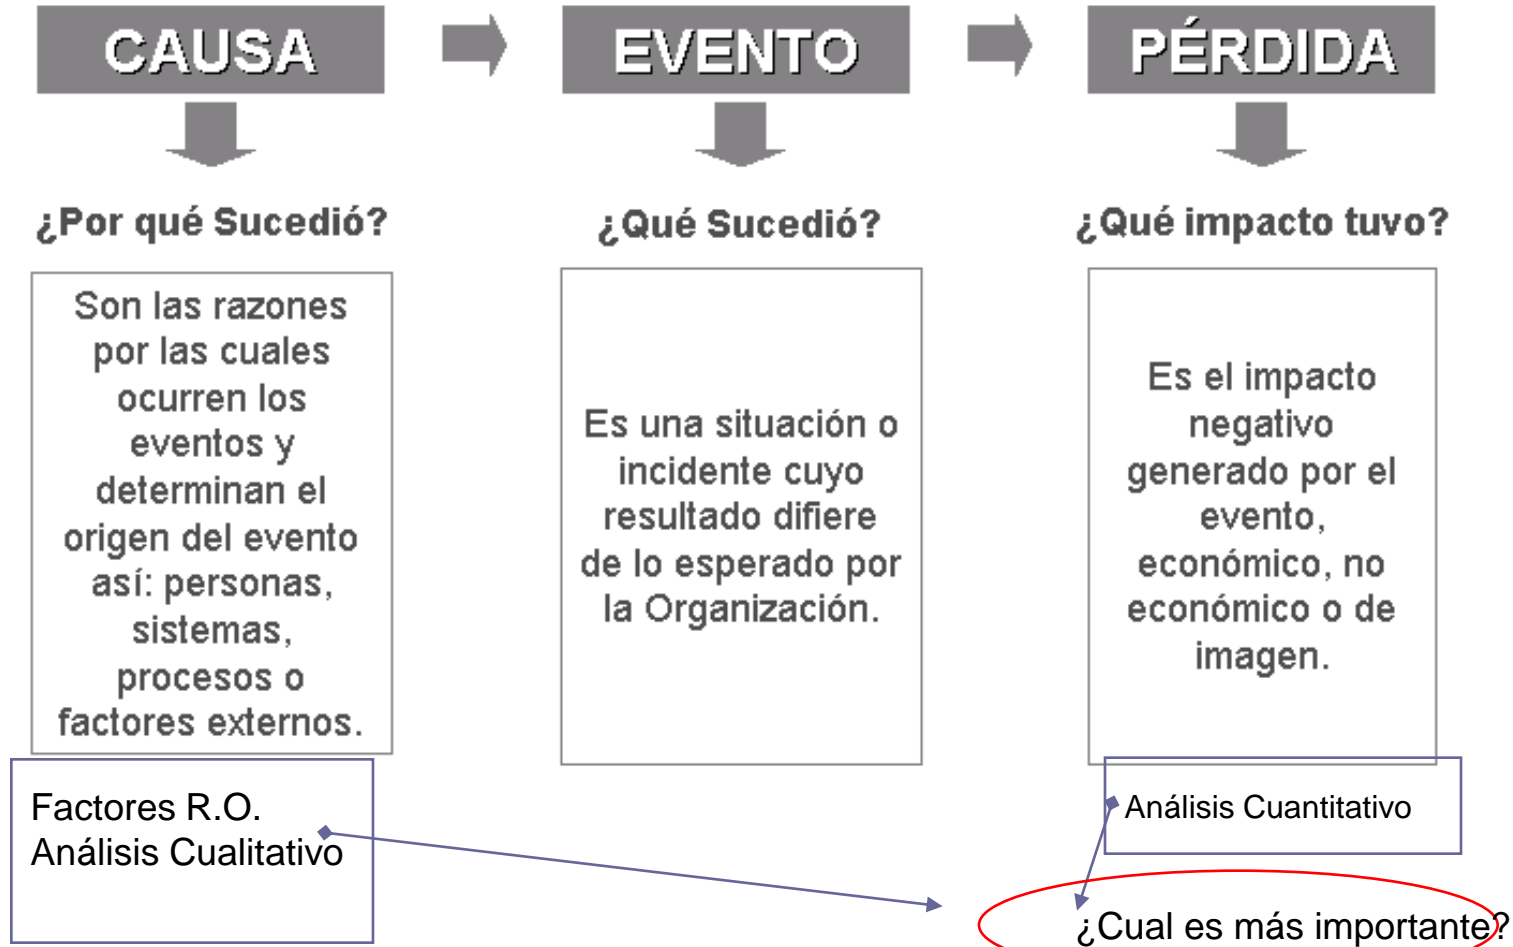 CAUSA
EVENTO
PÉRDIDA
¿Por qué Sucedió?
¿Qué Sucedió?
¿Qué impacto tuvo?
Son las razones
por las cuales
ocurren los
eventos y
determinan el
origen del evento
así: personas,
sistemas,
procesos o
factores externos.
Es una situación o
incidente cuyo
resultado difiere
de lo esperado por
la Organización.
Es el impacto
negativo
generado por el
evento,
económico, no
económico o de
imagen.
Factores R.O.
Análisis Cualitativo
Análisis Cuantitativo
¿Cual es más importante?